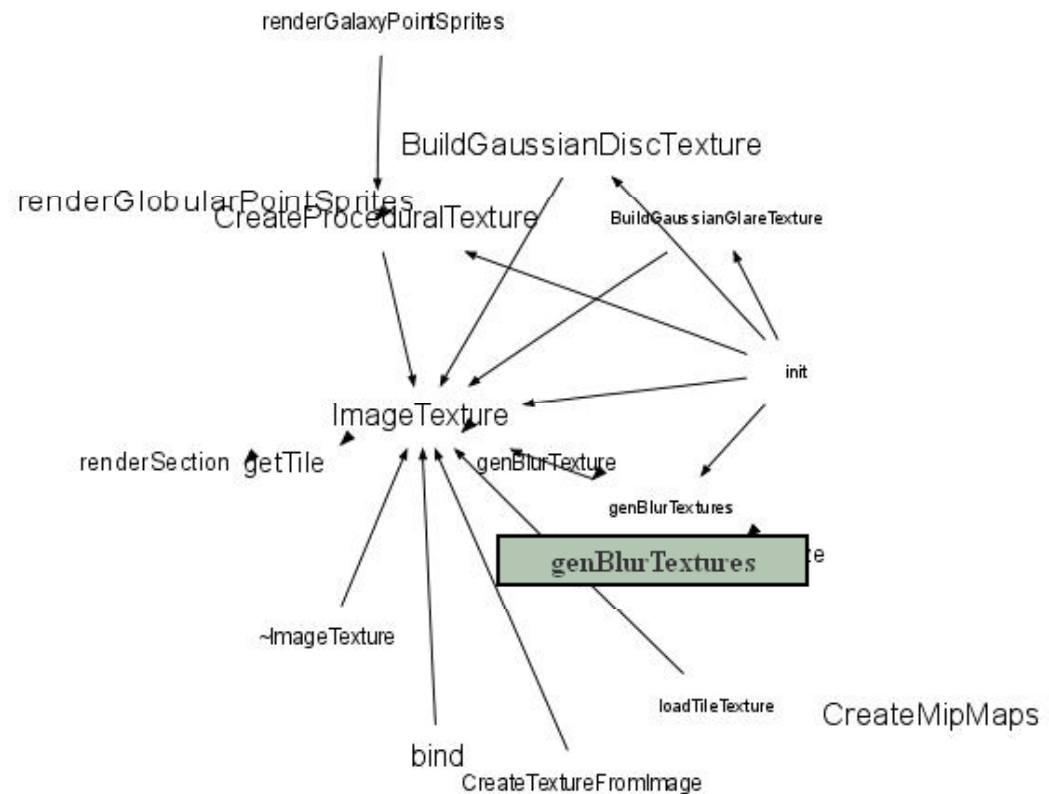 renderGalaxyPointSprites
BuildGaussianDiscTexture
renderGlobularPointSprites
CreateProceduralTexture
BuildGaussianGlareTexture
init
ImageTexture
renderSection
getTile
genBlurTexture
genBlurTextures
genBlurTextures
~ImageTexture
loadTileTexture
CreateMipMaps
bind
CreateTextureFromImage